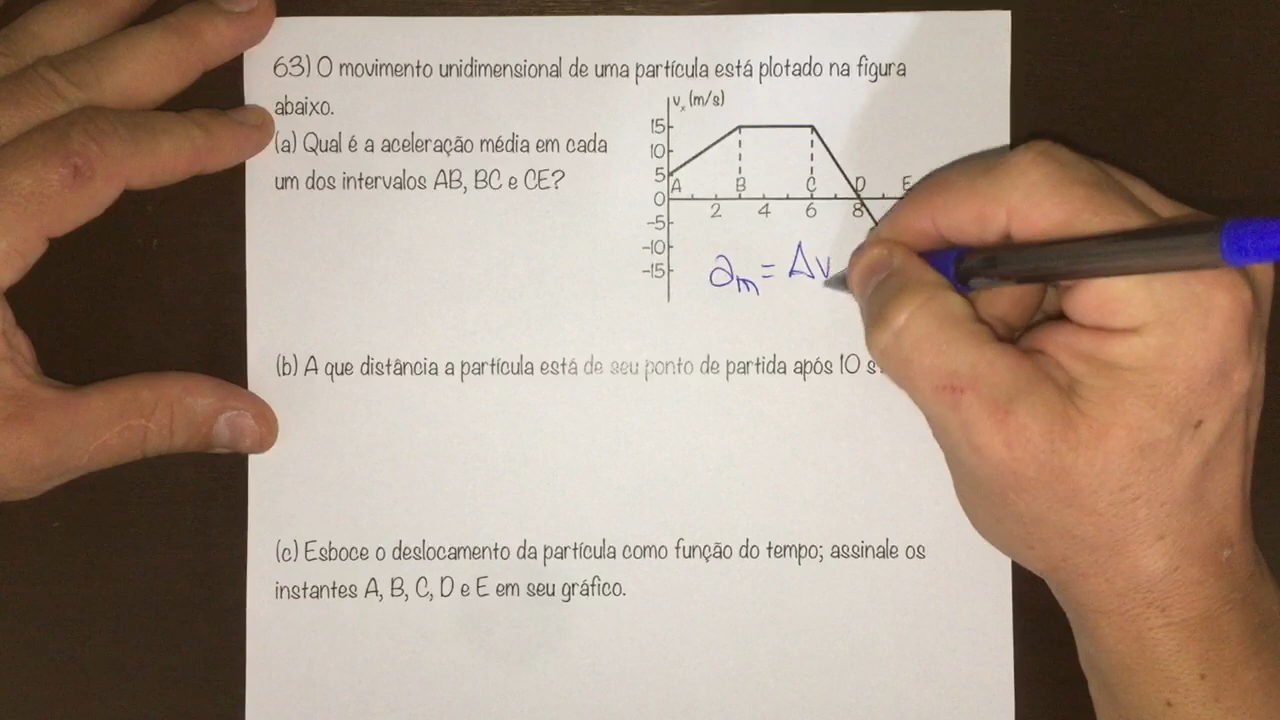 63) O movimento unidimensional de uma partícula está plotado na figura
abaixo.
(a) Qual é a aceleração média em cada
um dos intervalos AB, BC e CE?
vₓ (m/s)
15
10
5
0
-5
-10
-15
A B C D E
2 4 6 8
am = Δv
(b) A que distância a partícula está de seu ponto de partida após 10 s
(c) Esboce o deslocamento da partícula como função do tempo; assinale os
instantes A, B, C, D e E em seu gráfico.